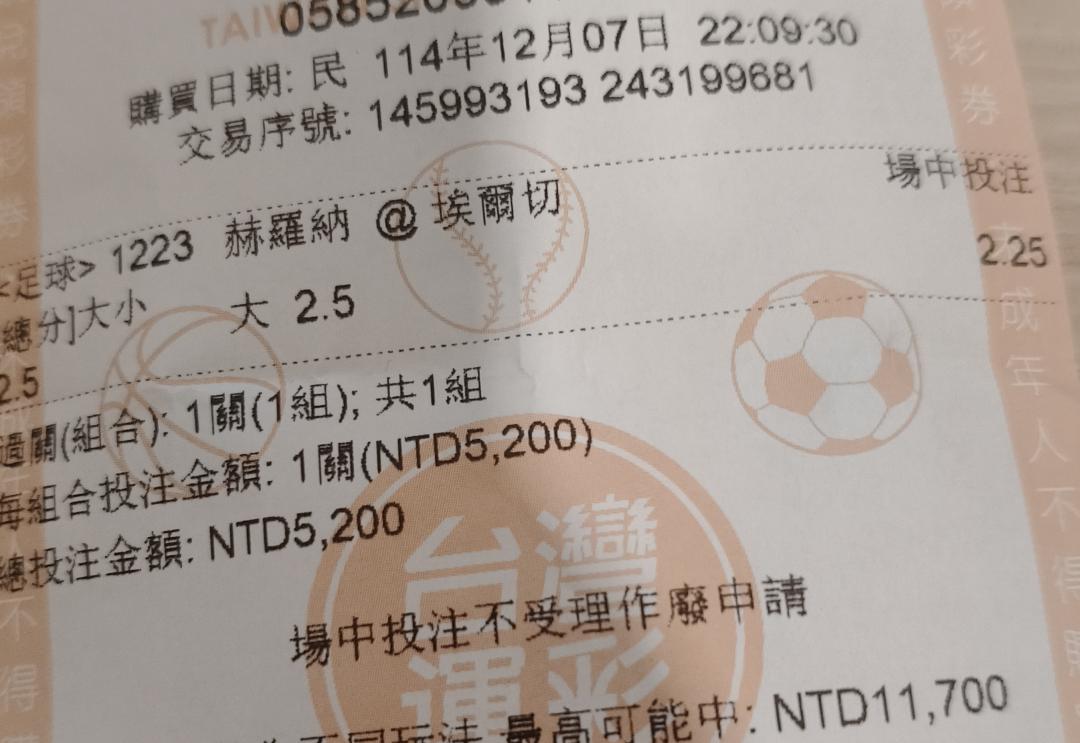 購買日期: 民 114年12月07日 22:09:30
交易序號: 145993193 243199681
場中投注
<足球> 1223 赫羅納 @ 埃爾切
2.25
總分]大小 大 2.5
2.5
過關(組合): 1關(1組); 共1組
每組合投注金額: 1關(NTD5,200)
總投注金額: NTD5,200
場中投注不受理作廢申請
最高可能中: NTD11,700
台灣
運彩